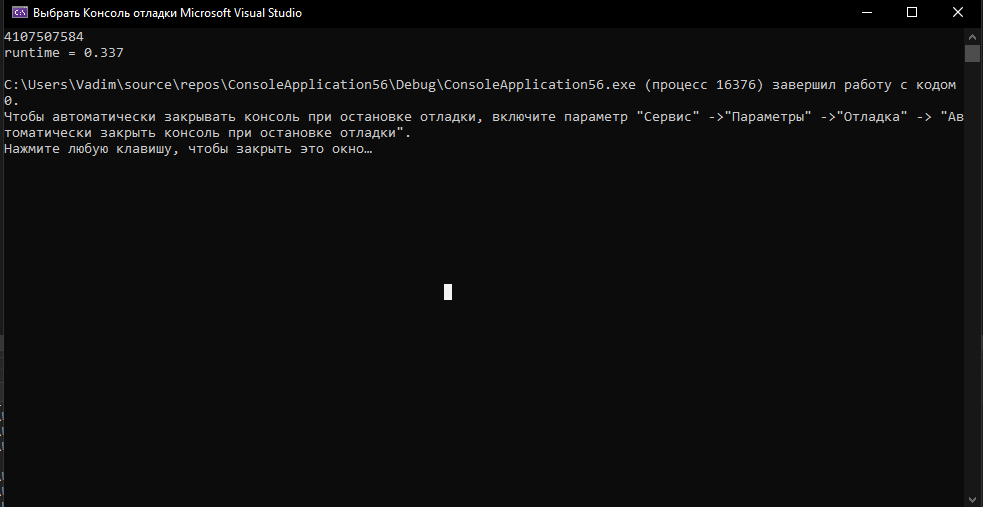 Выбрать Консоль отладки Microsoft Visual Studio
4107507584
runtime = 0.337
C:\Users\Vadim\source\repos\ConsoleApplication56\Debug\ConsoleApplication56.exe (процесс 16376) завершил работу с кодом
0.
Чтобы автоматически закрывать консоль при остановке отладки, включите параметр "Сервис" ->"Параметры" ->"Отладка" -> "Ав
томатически закрыть консоль при остановке отладки".
Нажмите любую клавишу, чтобы закрыть это окно…